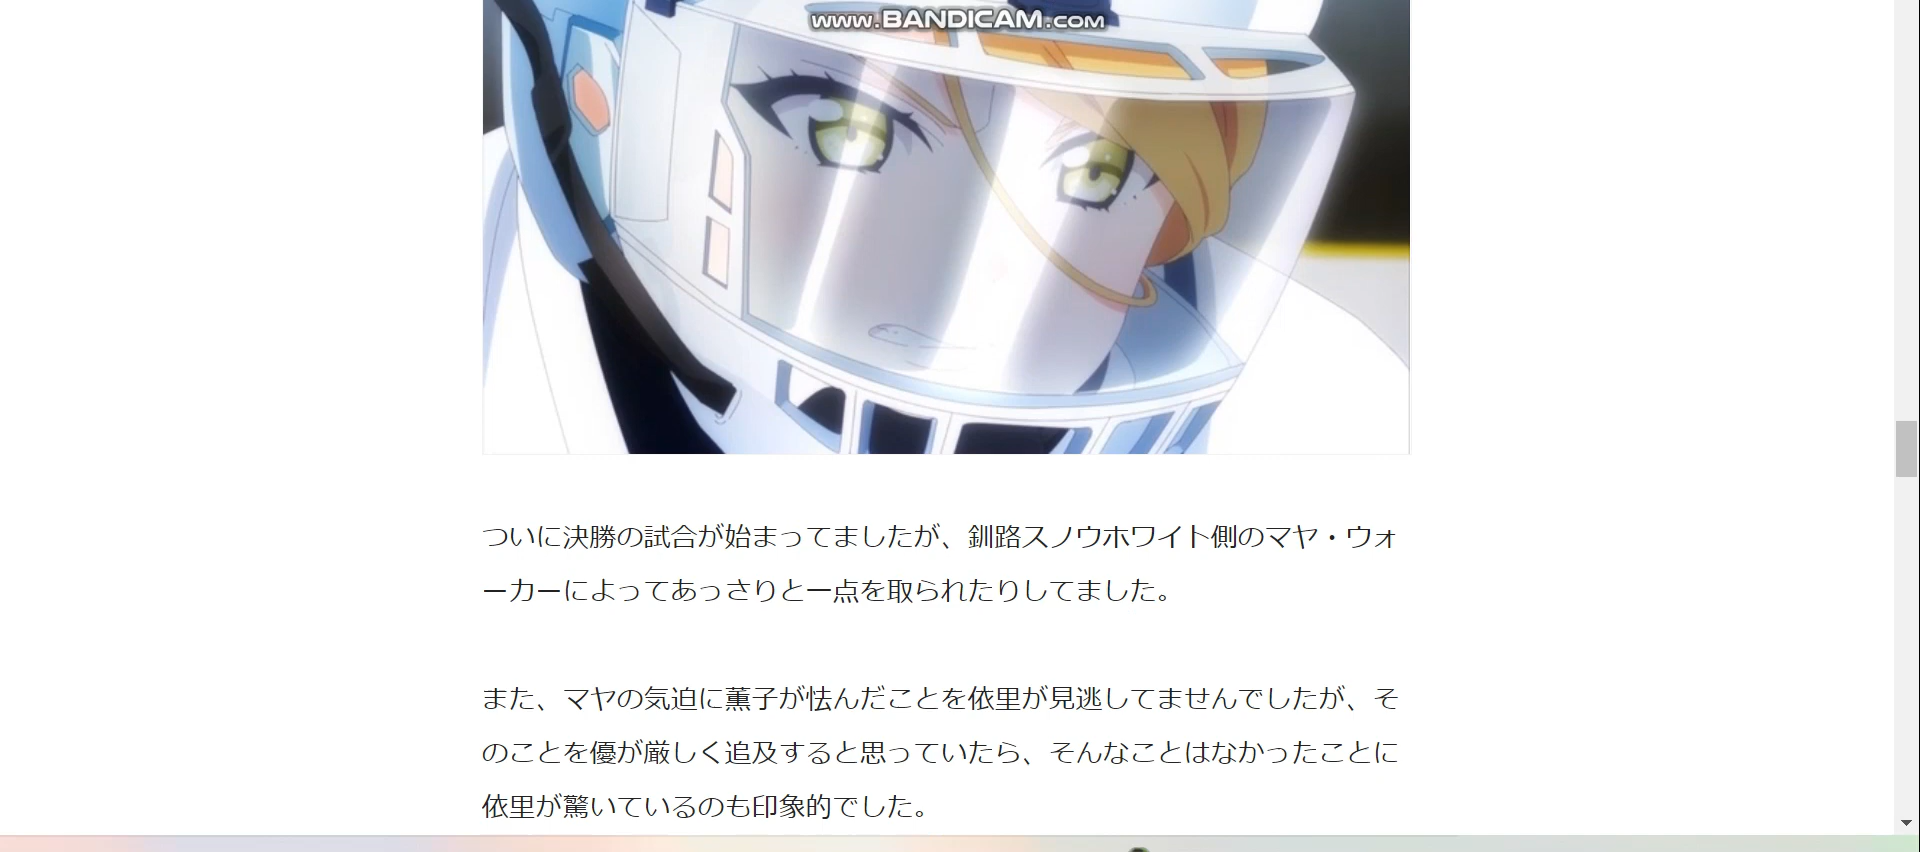 www.BANDICAM.COM
ついに決勝の試合が始まってましたが、釧路スノウホワイト側のマヤ・ウォ
ーカーによってあっさりと一点を取られたりしてました。
また、マヤの気迫に薫子が怯んだことを依里が見逃してませんでしたが、そ
のことを優が厳しく追及すると思っていたら、そんなことはなかったことに
依里が驚いているのも印象的でした。